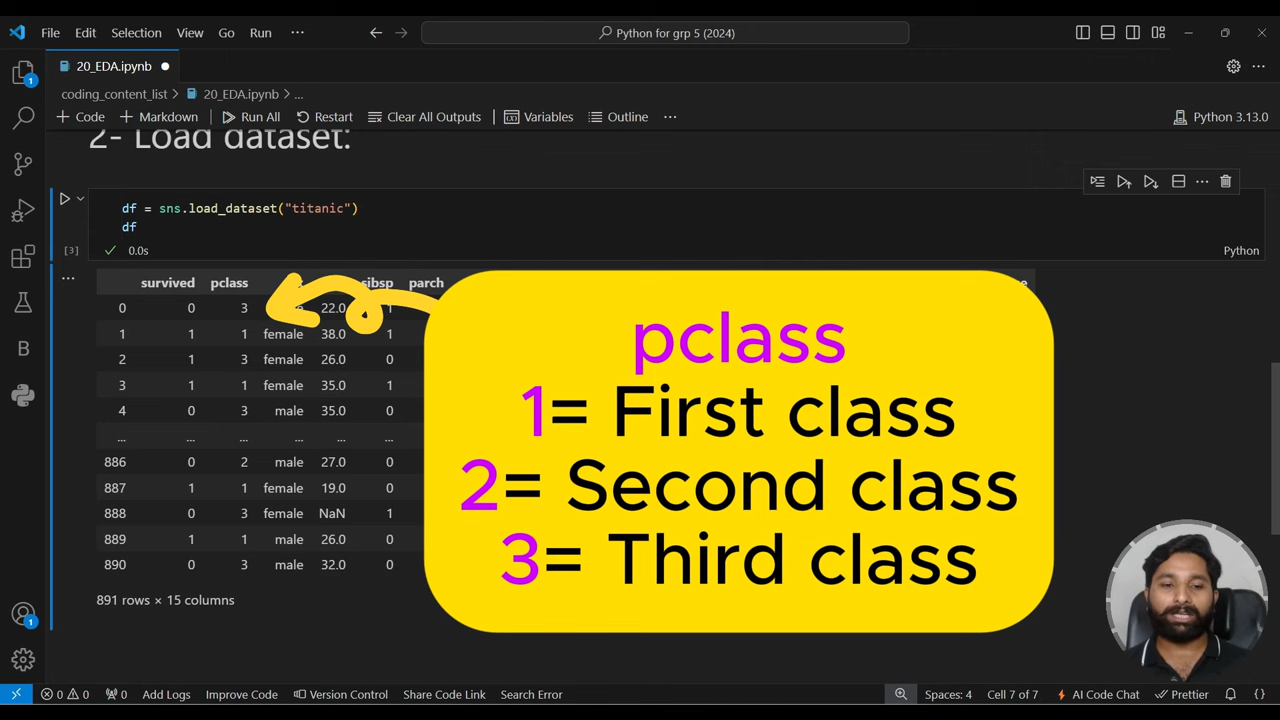 File Edit Selection View Go Run ... Python for grp 5 (2024)
20_EDA.ipynb
coding_content_list > 20_EDA.ipynb > ...
+ Code + Markdown Run All Restart Clear All Outputs Variables Outline ... Python 3.13.0
2- Load dataset:
df = sns.load_dataset("titanic")
df
[3] 0.0s Python
survived pclass sibsp parch
0 0 3 22.0 1
1 1 1 female 38.0 1
2 1 3 female 26.0 0
3 1 1 female 35.0 1
4 0 3 male 35.0 0
... ... ... ... ... ...
886 0 2 male 27.0 0
887 1 1 female 19.0 0
888 0 3 female NaN 1
889 1 1 male 26.0 0
890 0 3 male 32.0 0
891 rows × 15 columns
pclass
1= First class
2= Second class
3= Third class
0 0 0 Add Logs Improve Code Version Control Share Code Link Search Error Spaces: 4 Cell 7 of 7 AI Code Chat Prettier